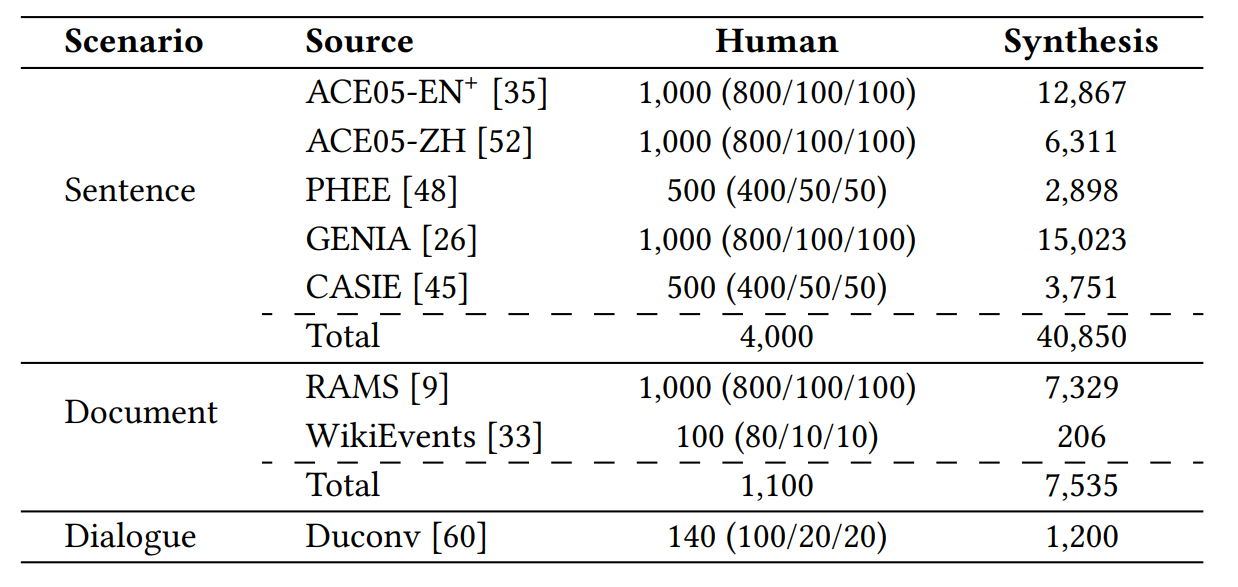 Scenario Source Human Synthesis
ACE05-EN⁺ [35] 1,000 (800/100/100) 12,867
ACE05-ZH [52] 1,000 (800/100/100) 6,311
Sentence PHEE [48] 500 (400/50/50) 2,898
GENIA [26] 1,000 (800/100/100) 15,023
CASIE [45] 500 (400/50/50) 3,751
Total 4,000 40,850
RAMS [9] 1,000 (800/100/100) 7,329
Document
WikiEvents [33] 100 (80/10/10) 206
Total 1,100 7,535
Dialogue Duconv [60] 140 (100/20/20) 1,200